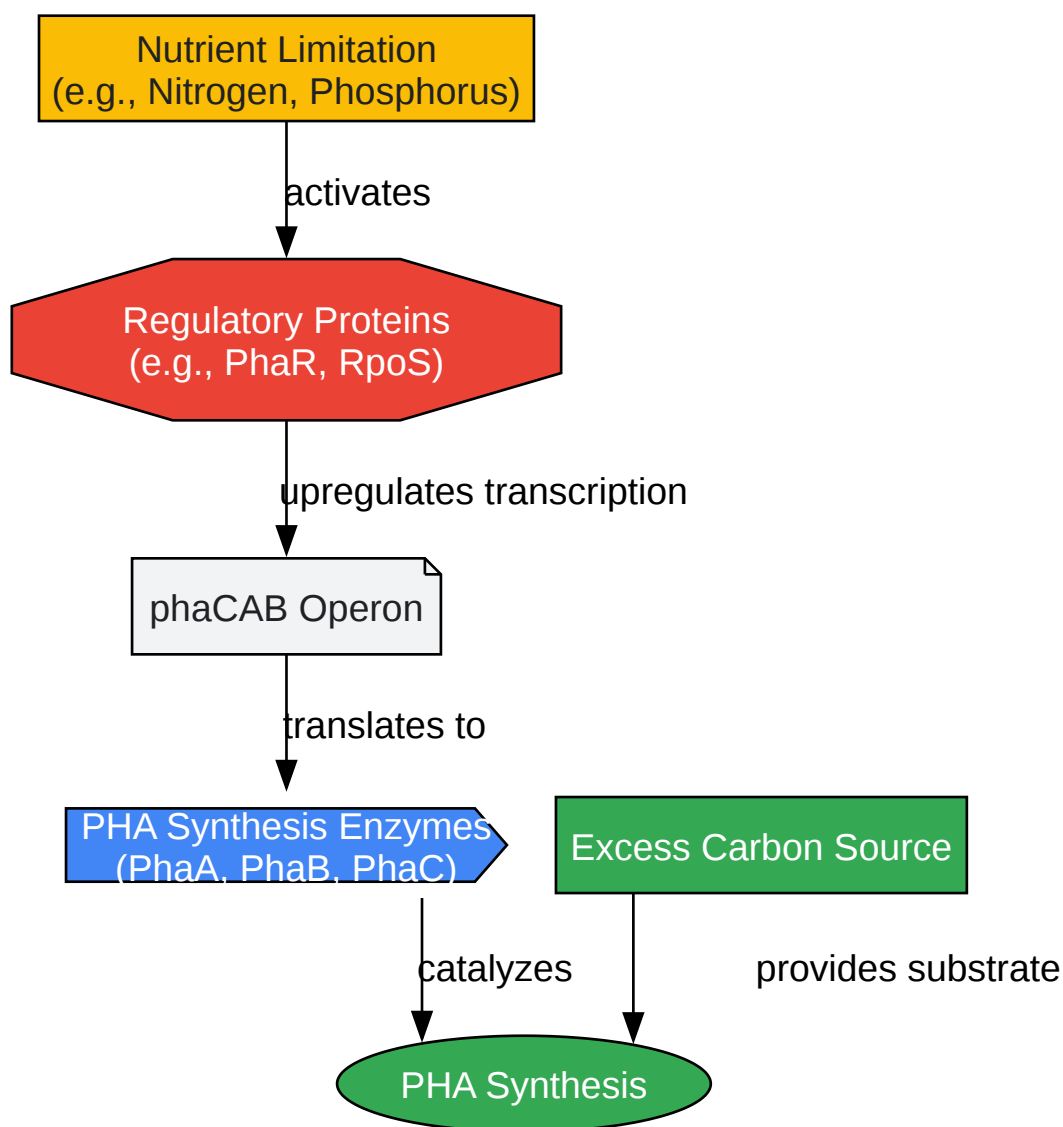 Nutrient Limitation
(e.g., Nitrogen, Phosphorus)
activates
Regulatory Proteins
(e.g., PhaR, RpoS)
upregulates transcription
phaCAB Operon
translates to
PHA Synthesis Enzymes
(PhaA, PhaB, PhaC)
Excess Carbon Source
catalyzes
provides substrate
PHA Synthesis